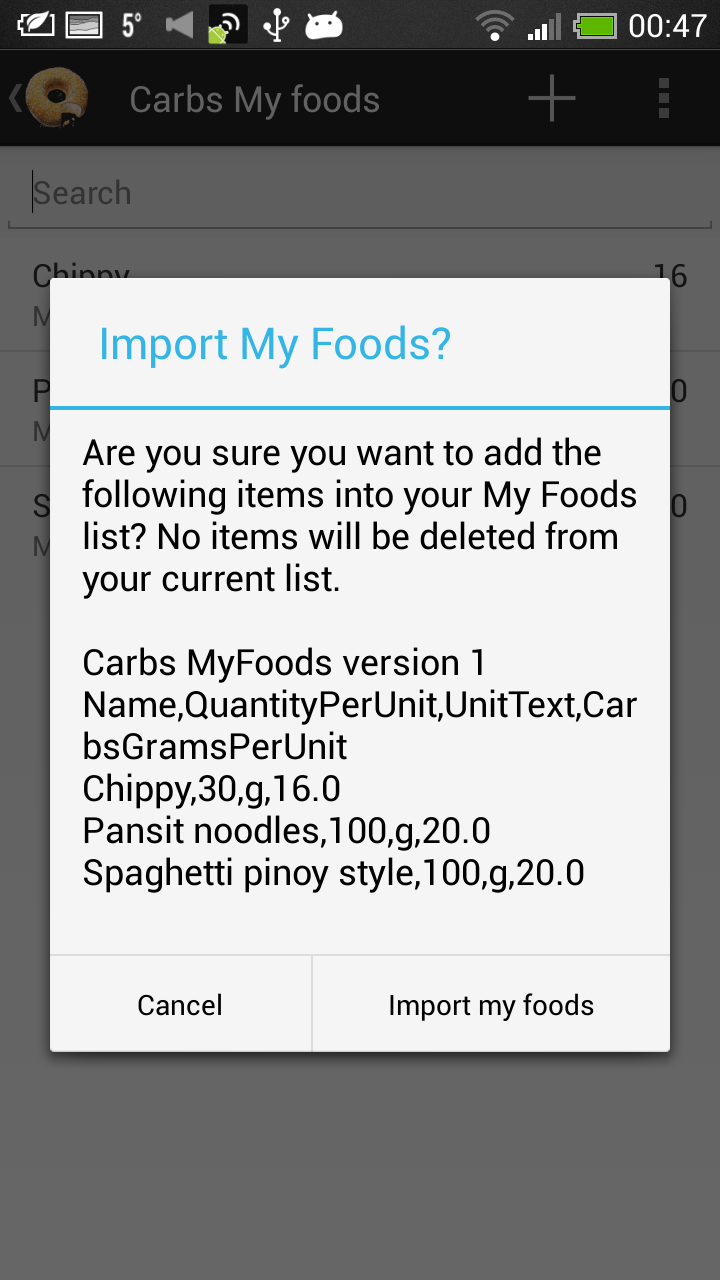 5°
00:47
Carbs My foods
Search
Chippy
16
M
P
0
M
S
0
M
Import My Foods?
Are you sure you want to add the
following items into your My Foods
list? No items will be deleted from
your current list.
Carbs MyFoods version 1
Name,QuantityPerUnit,UnitText,Car
bsGramsPerUnit
Chippy,30,g,16.0
Pansit noodles,100,g,20.0
Spaghetti pinoy style,100,g,20.0
Cancel
Import my foods